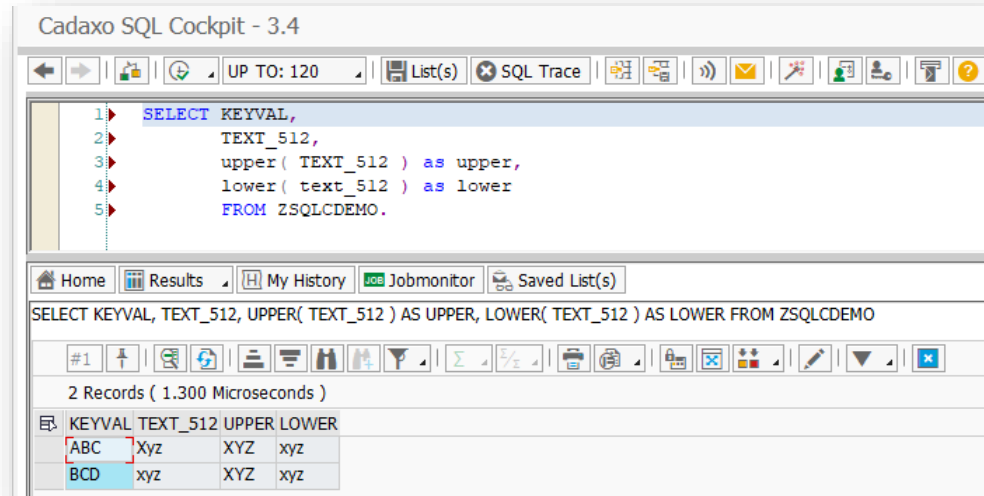 Cadaxo SQL Cockpit - 3.4
UP TO: 120 List(s) SQL Trace
1 SELECT KEYVAL,
2 TEXT_512,
3 upper( TEXT_512 ) as upper,
4 lower( text_512 ) as lower
5 FROM ZSQLCDEMO.
Home Results My History JOB Jobmonitor Saved List(s)
SELECT KEYVAL, TEXT_512, UPPER( TEXT_512 ) AS UPPER, LOWER( TEXT_512 ) AS LOWER FROM ZSQLCDEMO
#1
2 Records ( 1.300 Microseconds )
KEYVAL TEXT_512 UPPER LOWER
ABC Xyz XYZ xyz
BCD xyz XYZ xyz